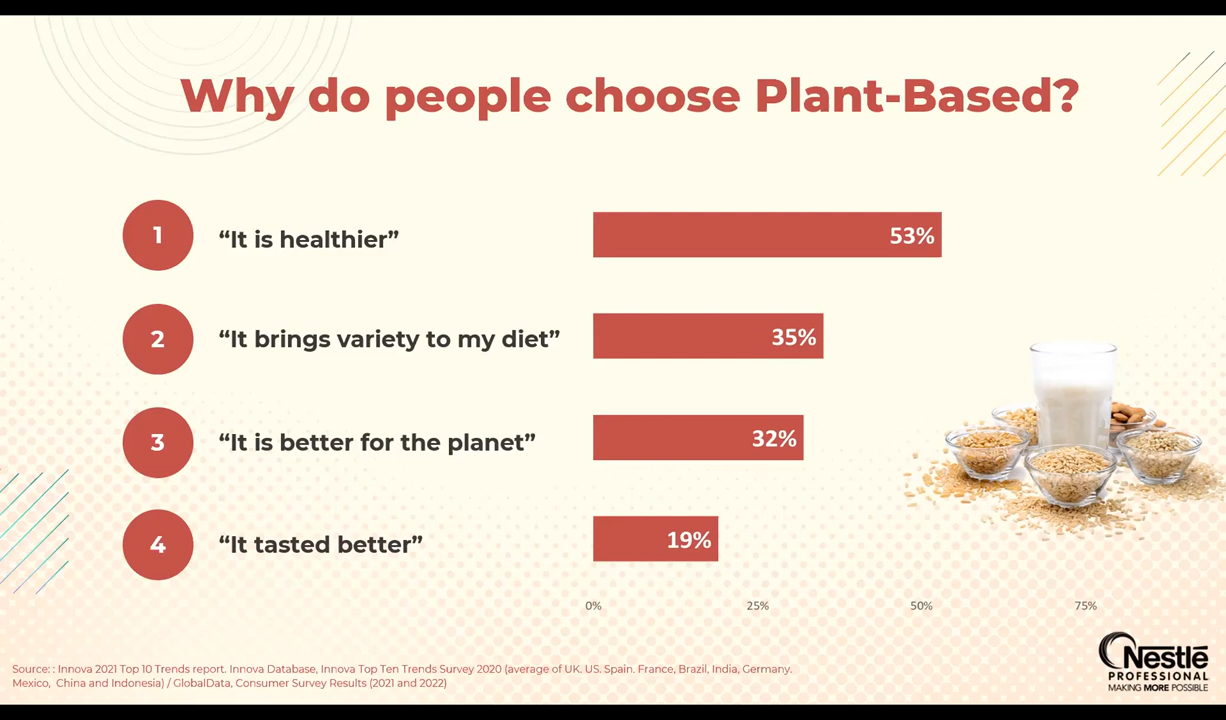 Why do people choose Plant-Based?
1
“It is healthier”
53%
2
“It brings variety to my diet”
35%
3
“It is better for the planet”
32%
4
“It tasted better”
19%
0%
25%
50%
75%
Source: : Innova 2021 Top 10 Trends report. Innova Database, Innova Top Ten Trends Survey 2020 (average of UK. US. Spain. France, Brazil, India, Germany.
Mexico, China and Indonesia) / GlobalData, Consumer Survey Results (2021 and 2022)
Nestlé
PROFESSIONAL
MAKING MORE POSSIBLE